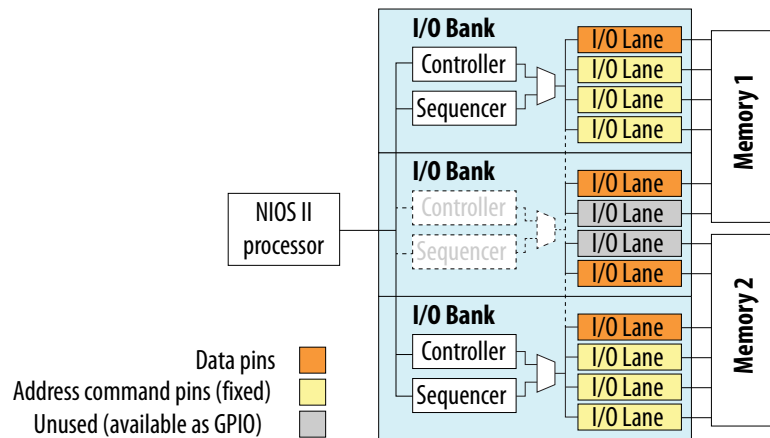 I/O Bank
Controller
Sequencer
I/O Lane
I/O Lane
I/O Lane
I/O Lane
Memory 1
I/O Bank
Controller
Sequencer
I/O Lane
I/O Lane
I/O Lane
I/O Lane
NIOS II
processor
Memory 2
I/O Bank
Controller
Sequencer
I/O Lane
I/O Lane
I/O Lane
I/O Lane
Data pins
Address command pins (fixed)
Unused (available as GPIO)